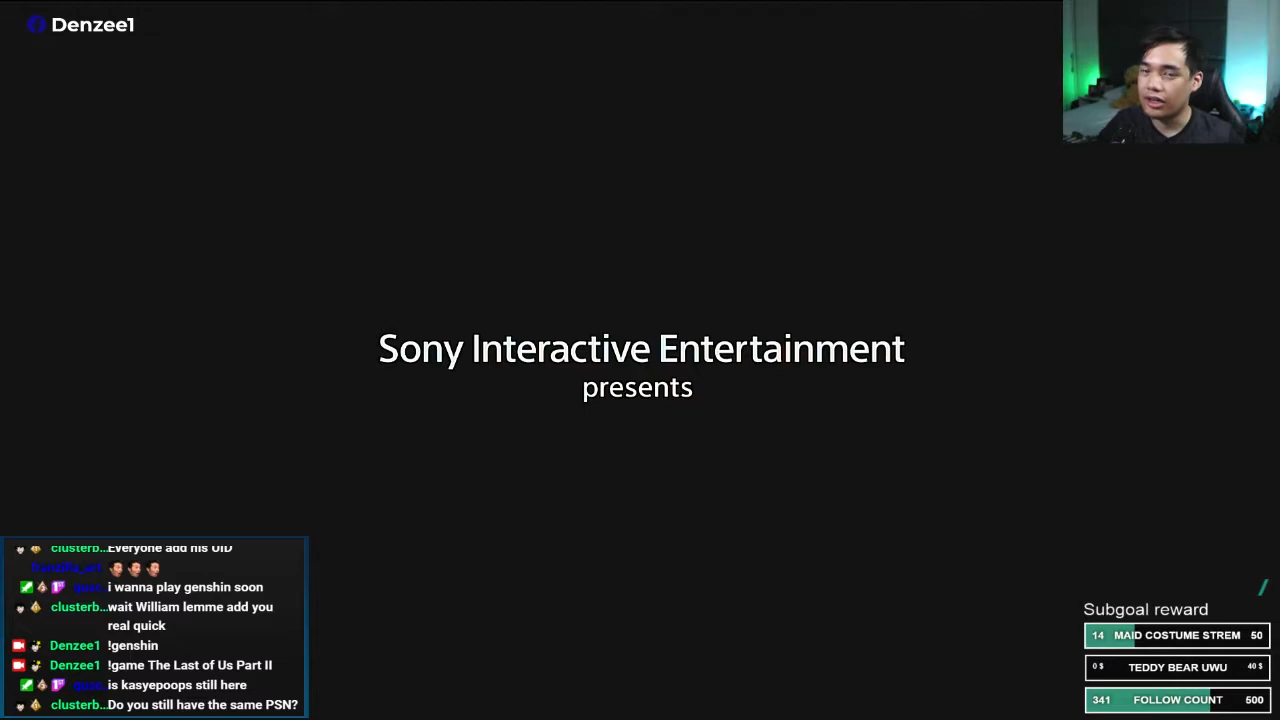 Denzee1
Sony Interactive Entertainment
presents
clusterb... Everyone add his UID
i wanna play genshin soon
clusterb... wait William lemme add you
real quick
Denzee1 !genshin
Denzee1 !game The Last of Us Part II
is kasyepoops still here
clusterb... Do you still have the same PSN?
Subgoal reward
14 MAID COSTUME STREM 50
0 $ TEDDY BEAR UWU 40 $
341 FOLLOW COUNT 500